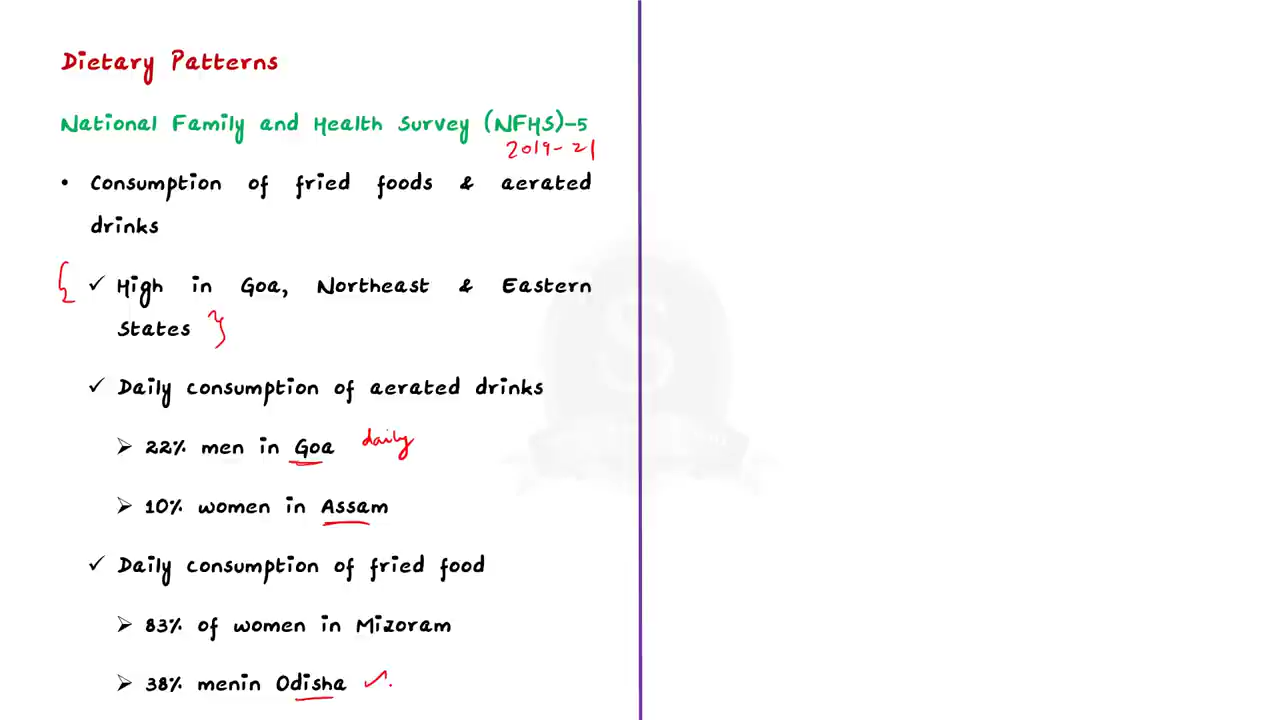 Dietary Patterns
National Family and Health Survey (NFHS)-5
2019-21
• Consumption of fried foods & aerated
drinks
✓ High in Goa, Northeast & Eastern
States
✓ Daily consumption of aerated drinks
➢ 22% men in Goa daily
➢ 10% women in Assam
✓ Daily consumption of fried food
➢ 83% of women in Mizoram
➢ 38% menin Odisha